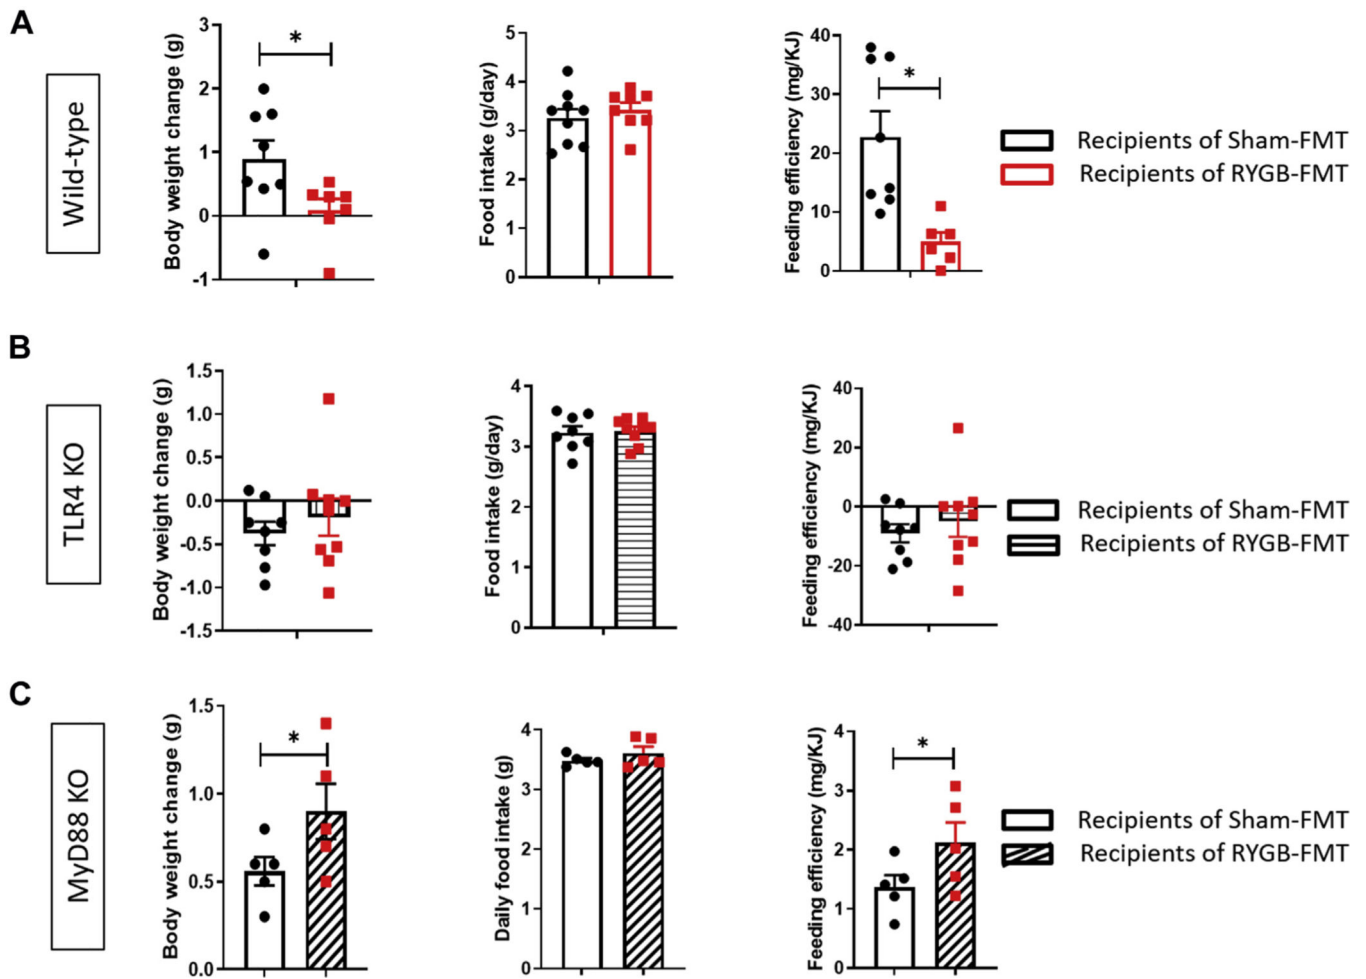 A
Wild-type
Body weight change (g)
3
2
1
0
-1
*
Food intake (g/day)
5
4
3
2
1
0
Feeding efficiency (mg/KJ)
40
30
20
10
0
*
Recipients of Sham-FMT
Recipients of RYGB-FMT
B
TLR4 KO
Body weight change (g)
1.5
1.0
0.5
0.0
-0.5
-1.0
-1.5
Food intake (g/day)
4
3
2
1
0
Feeding efficiency (mg/KJ)
40
20
0
-20
-40
Recipients of Sham-FMT
Recipients of RYGB-FMT
C
MyD88 KO
Body weight change (g)
1.5
1.0
0.5
0.0
*
Daily food intake (g)
4
3
2
1
0
Feeding efficiency (mg/KJ)
4
3
2
1
0
*
Recipients of Sham-FMT
Recipients of RYGB-FMT